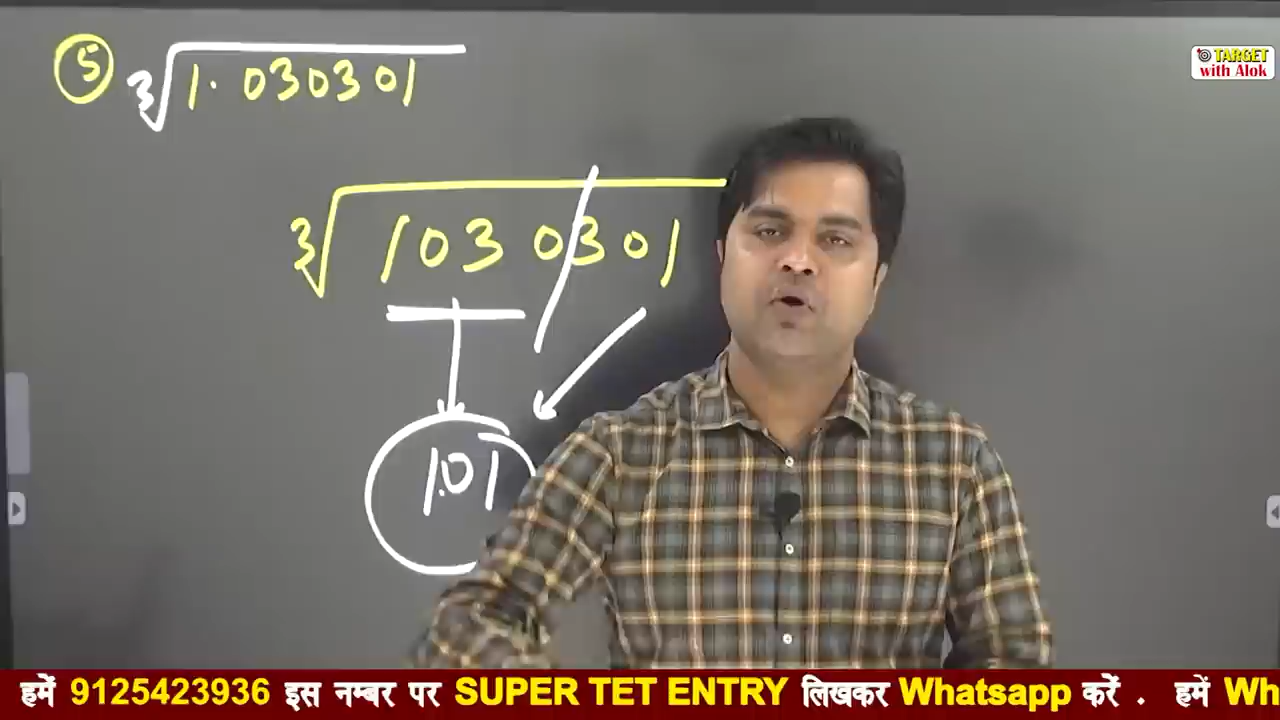 TARGET
with Alok
5 ∛1.030301
∛1030301
1.01
हमें 9125423936 इस नम्बर पर SUPER TET ENTRY लिखकर Whatsapp करें . हमें Wh